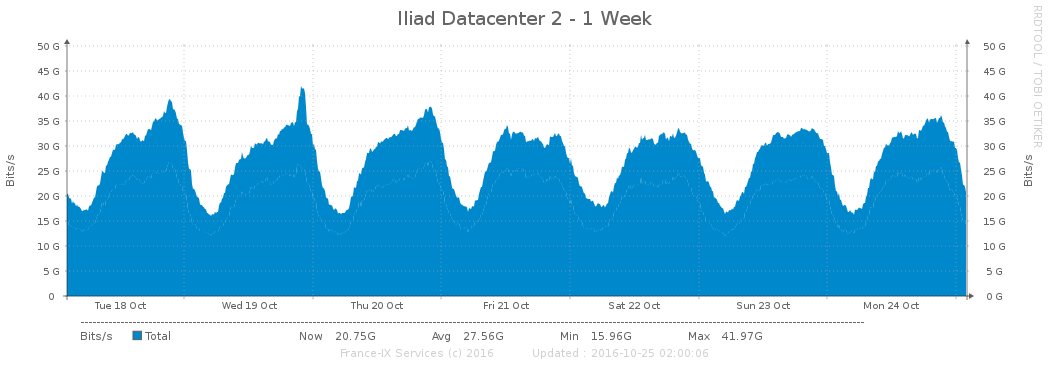 Iliad Datacenter 2 - 1 Week
RRDTOOL / TOBI OETIKER
Bits/s
50 G
45 G
40 G
35 G
30 G
25 G
20 G
15 G
10 G
5 G
0
50 G
45 G
40 G
35 G
30 G
25 G
20 G
15 G
10 G
5 G
0 G
Bits/s
Tue 18 Oct Wed 19 Oct Thu 20 Oct Fri 21 Oct Sat 22 Oct Sun 23 Oct Mon 24 Oct
Bits/s Total Now 20.75G Avg 27.56G Min 15.96G Max 41.97G
France-IX Services (c) 2016 Updated : 2016-10-25 02:00:06